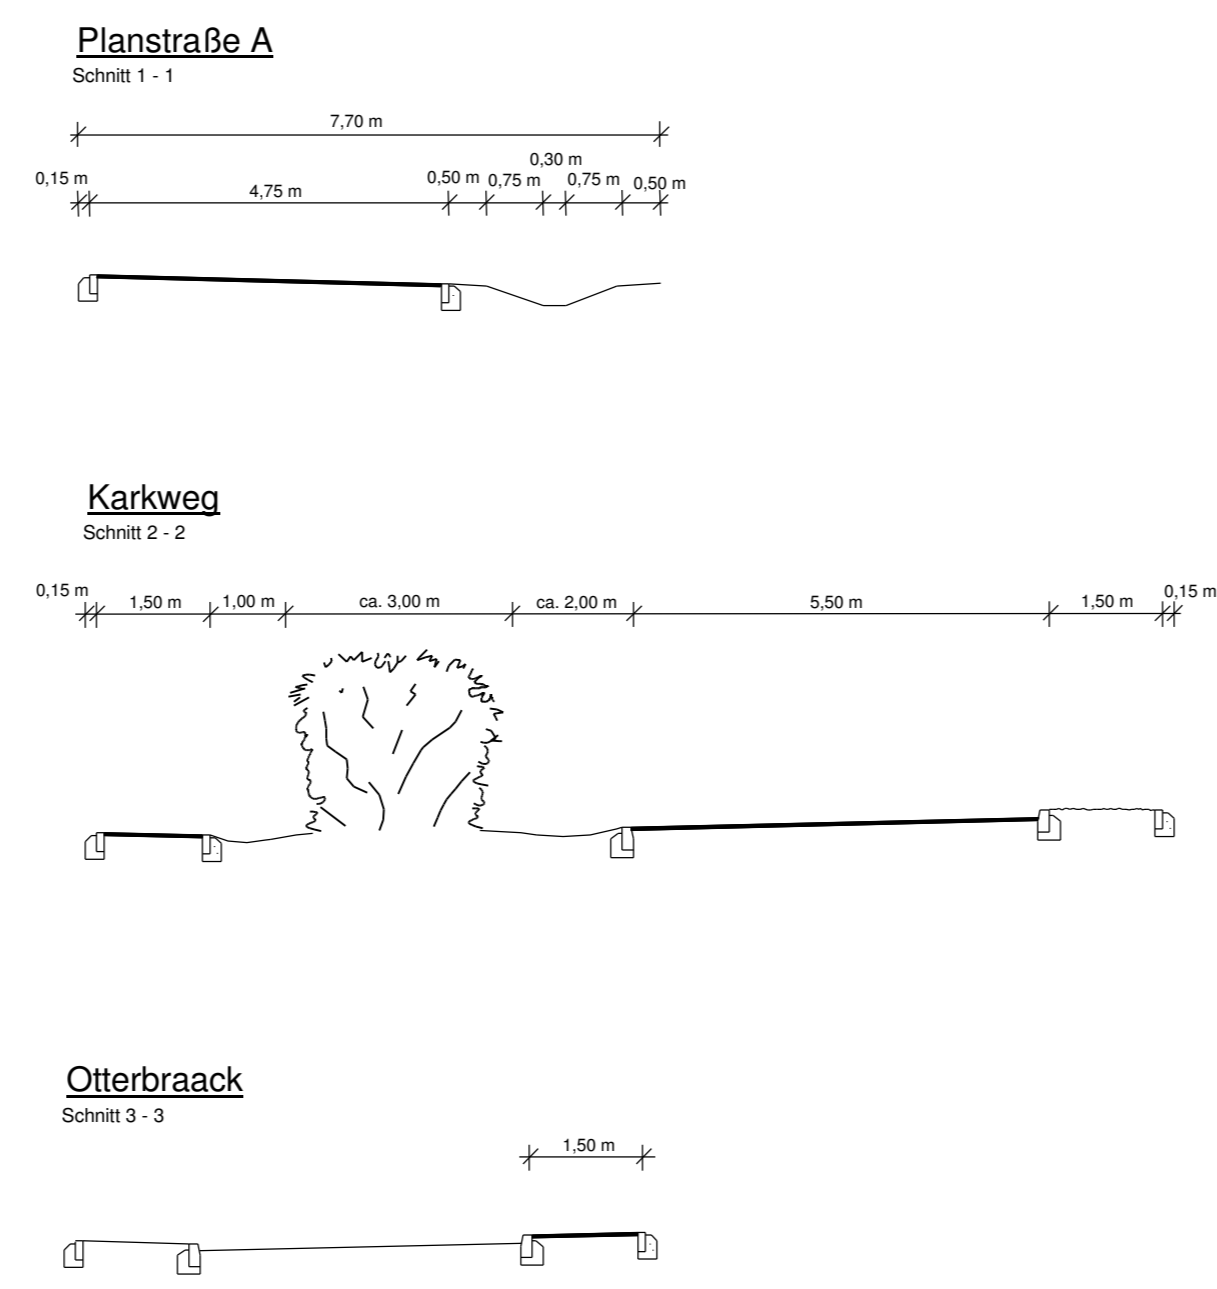 Planstraße A
Schnitt 1 - 1
7,70 m
0,15 m 4,75 m 0,50 m 0,75 m 0,30 m 0,75 m 0,50 m
Karkweg
Schnitt 2 - 2
0,15 m 1,50 m 1,00 m ca. 3,00 m ca. 2,00 m 5,50 m 1,50 m 0,15 m
Otterbraack
Schnitt 3 - 3
1,50 m